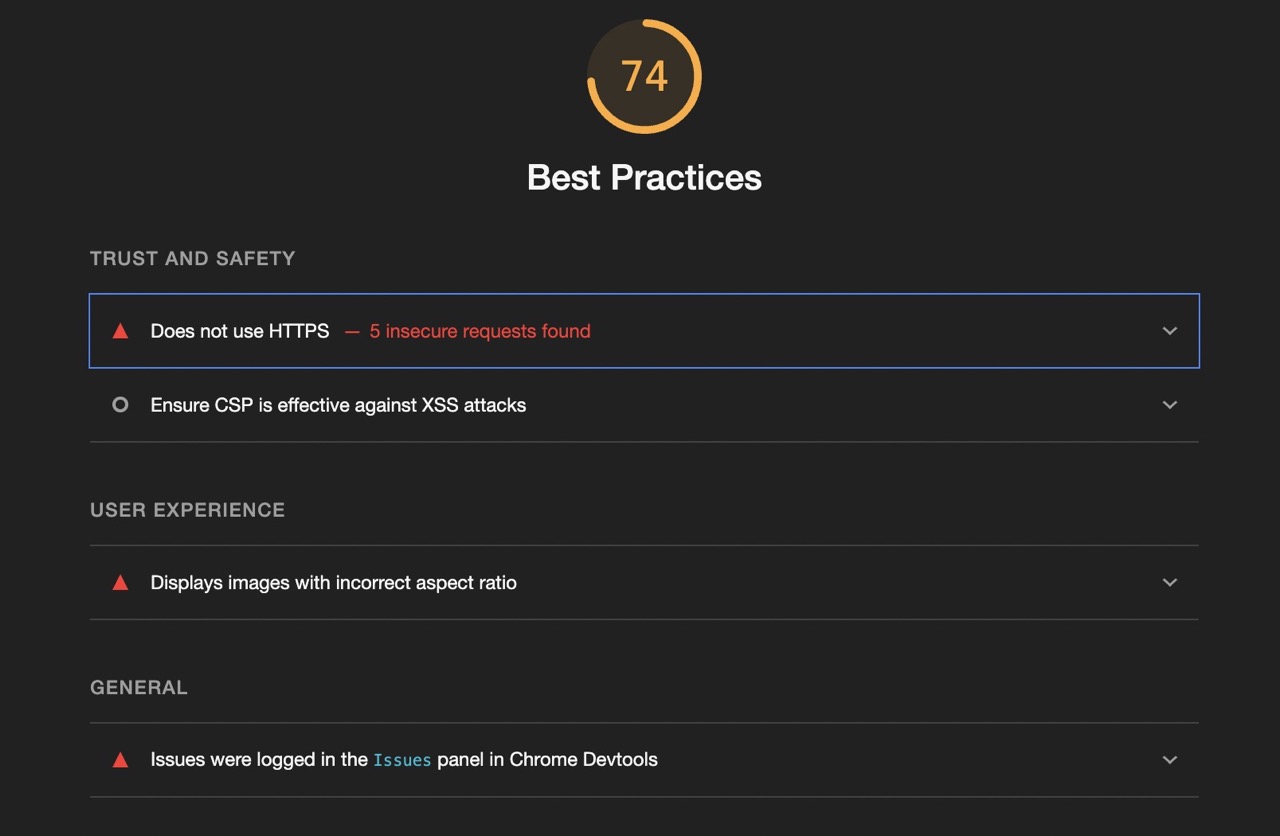 74
Best Practices
TRUST AND SAFETY
Does not use HTTPS — 5 insecure requests found
Ensure CSP is effective against XSS attacks
USER EXPERIENCE
Displays images with incorrect aspect ratio
GENERAL
Issues were logged in the Issues panel in Chrome Devtools